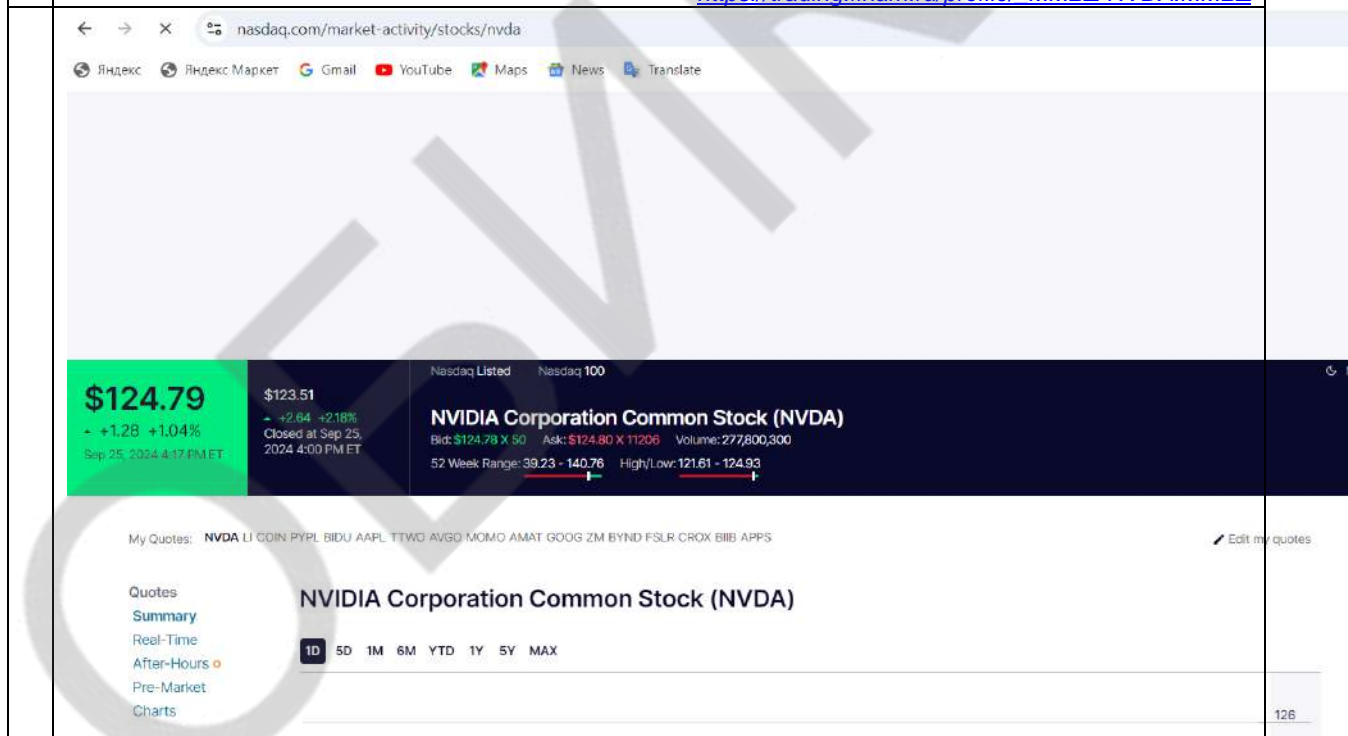 nasdaq.com/market-activity/stocks/nvda
Яндекс Яндекс Маркет Gmail YouTube Maps News Translate
Nasdaq Listed Nasdaq 100
$124.79
+1.28 +1.04%
Sep 25, 2024 4:17 PM ET
$123.51
+2.64 +2.18%
Closed at Sep 25,
2024 4:00 PM ET
NVIDIA Corporation Common Stock (NVDA)
Bid: $124.78 X 50 Ask: $124.80 X 11206 Volume: 277,800,300
52 Week Range: 39.23 - 140.76 High/Low: 121.61 - 124.93
My Quotes: NVDA LI COIN PYPL BIDU AAPL TTWO AVGO MOMO AMAT GOOG ZM BYND FSLR CROX BIIB APPS
Edit my quotes
Quotes
Summary
Real-Time
After-Hours
Pre-Market
Charts
NVIDIA Corporation Common Stock (NVDA)
1D 5D 1M 6M YTD 1Y 5Y MAX
126